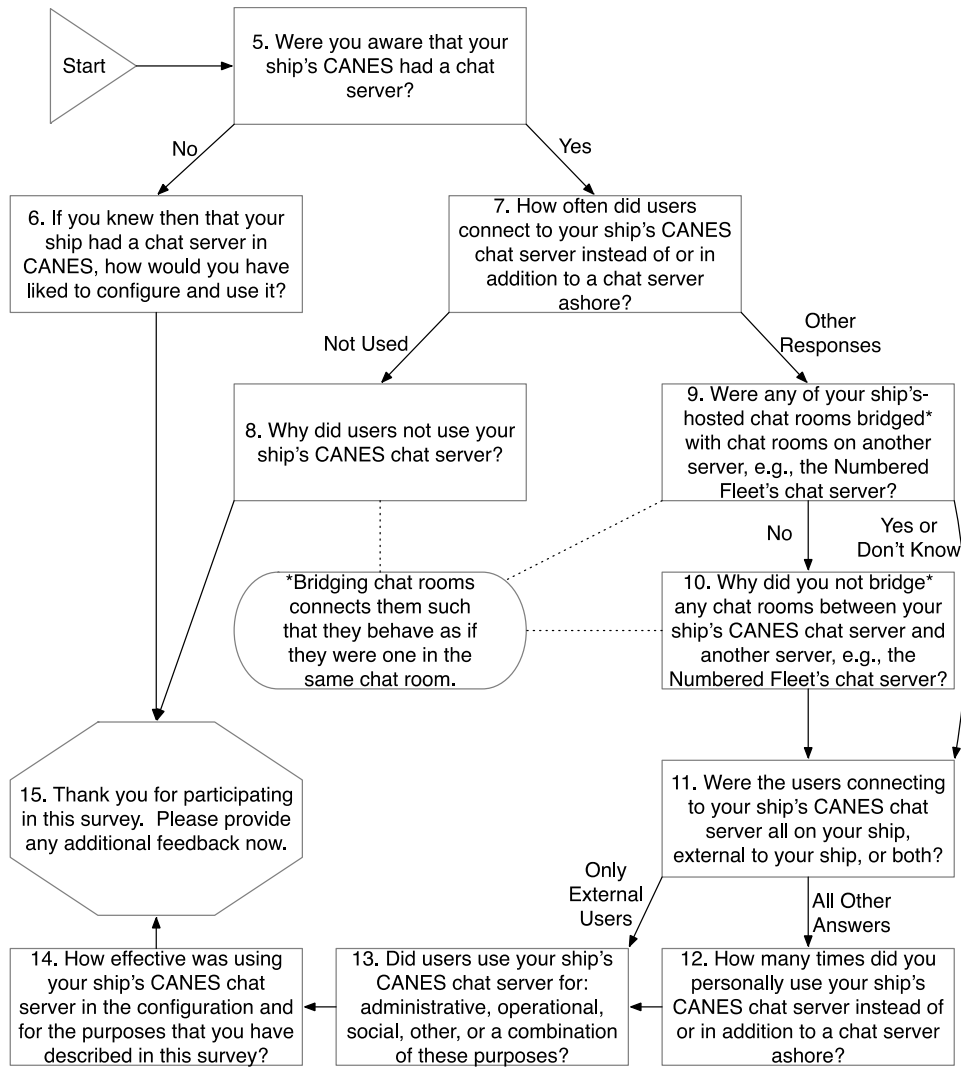 Start
5. Were you aware that your
ship's CANES had a chat
server?
No
Yes
6. If you knew then that your
ship had a chat server in
CANES, how would you have
liked to configure and use it?
7. How often did users
connect to your ship's CANES
chat server instead of or in
addition to a chat server
ashore?
Not Used
Other
Responses
8. Why did users not use your
ship's CANES chat server?
9. Were any of your ship's-
hosted chat rooms bridged*
with chat rooms on another
server, e.g., the Numbered
Fleet's chat server?
No
Yes or
Don't Know
*Bridging chat rooms
connects them such
that they behave as if
they were one in the
same chat room.
10. Why did you not bridge*
any chat rooms between your
ship's CANES chat server and
another server, e.g., the
Numbered Fleet's chat server?
15. Thank you for participating
in this survey.  Please provide
any additional feedback now.
11. Were the users connecting
to your ship's CANES chat
server all on your ship,
external to your ship, or both?
Only
External
Users
All Other
Answers
14. How effective was using
your ship's CANES chat
server in the configuration and
for the purposes that you have
described in this survey?
13. Did users use your ship's
CANES chat server for:
administrative, operational,
social, other, or a combination
of these purposes?
12. How many times did you
personally use your ship's
CANES chat server instead of
or in addition to a chat server
ashore?